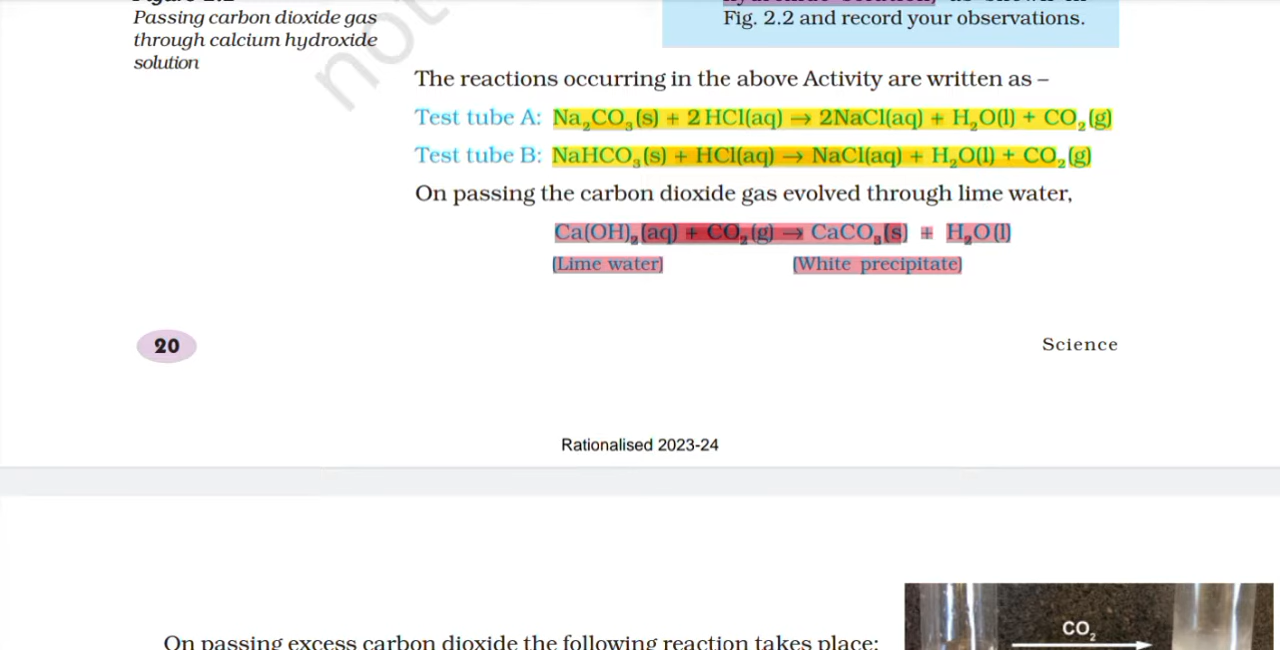 Passing carbon dioxide gas
through calcium hydroxide
solution
Fig. 2.2 and record your observations.
not
The reactions occurring in the above Activity are written as –
Test tube A: Na₂CO₃(s) + 2 HCl(aq) → 2NaCl(aq) + H₂O(l) + CO₂(g)
Test tube B: NaHCO₃(s) + HCl(aq) → NaCl(aq) + H₂O(l) + CO₂(g)
On passing the carbon dioxide gas evolved through lime water,
Ca(OH)₂(aq) + CO₂(g) → CaCO₃(s) + H₂O(l)
(Lime water) (White precipitate)
20
Science
Rationalised 2023-24
CO₂
On passing excess carbon dioxide the following reaction takes place: